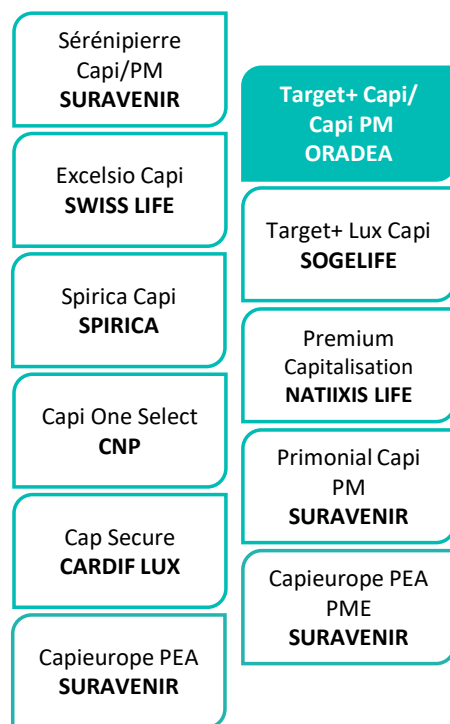 Sérénipierre
Capi/PM
SURAVENIR
Excelsio Capi
SWISS LIFE
Spirica Capi
SPIRICA
Capi One Select
CNP
Cap Secure
CARDIF LUX
Capieurope PEA
SURAVENIR
Target+ Capi/
Capi PM
ORADEA
Target+ Lux Capi
SOGELIFE
Premium
Capitalisation
NATIIXIS LIFE
Primonial Capi
PM
SURAVENIR
Capieurope PEA
PME
SURAVENIR